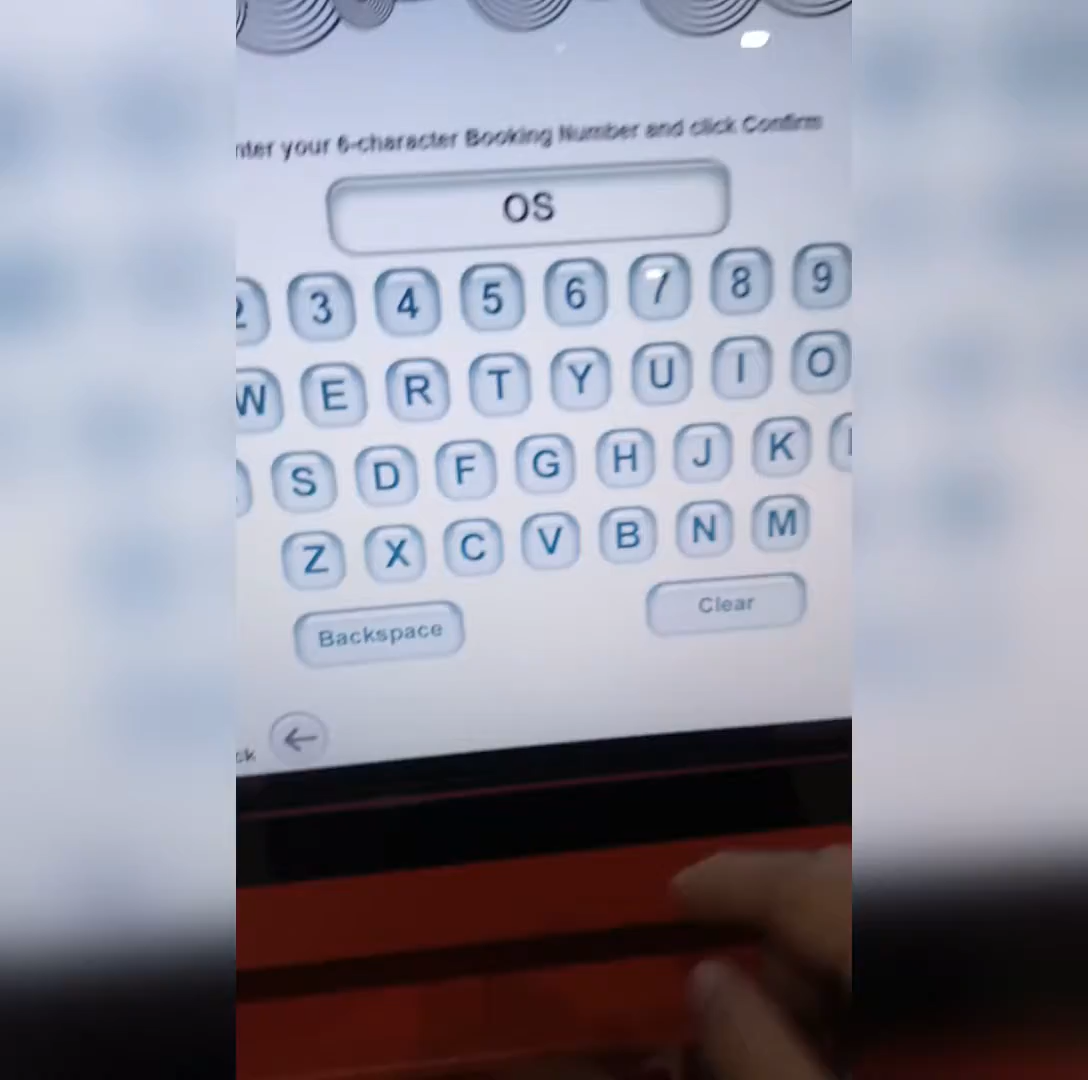 nter your 6-character Booking Number and click Confirm
OS
2 3 4 5 6 7 8 9
W E R T Y U I O
S D F G H J K
Z X C V B N M
Backspace Clear
ck